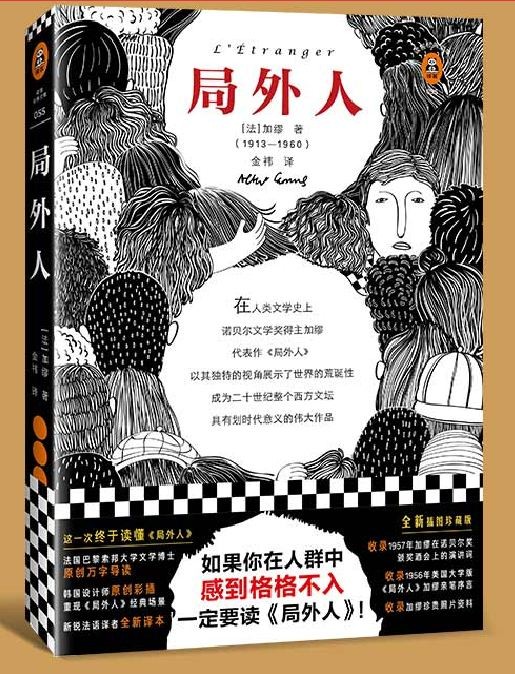 L'Étranger
局外人
[法]加缪 著
(1913—1960)
金祎 译
在人类文学史上
诺贝尔文学奖得主加缪
代表作《局外人》
以其独特的视角展示了世界的荒诞性
成为二十世纪整个西方文坛
具有划时代意义的伟大作品
这一次终于读懂《局外人》
法国巴黎索邦大学文学博士
原创万字导读
韩国设计师原创彩插
重现《局外人》经典场景
新锐法语译者全新译本
如果你在人群中
感到格格不入
一定要读《局外人》!
全新插图珍藏版
收录1957年加缪在诺贝尔奖
颁奖酒会上的演讲词
收录1956年美国大学版
《局外人》加缪亲笔序言
收录加缪珍贵照片资料
055
局外人
[法]加缪 著
金祎 译